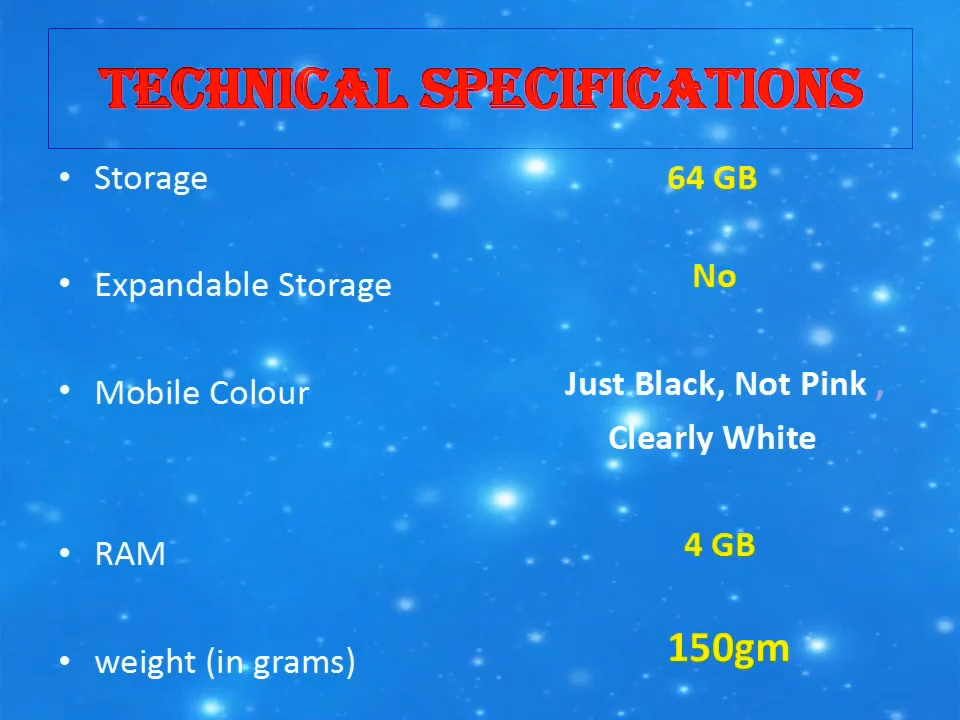 TECHNICAL SPECIFICATIONS
• Storage 64 GB
• Expandable Storage No
• Mobile Colour Just Black, Not Pink ,
Clearly White
• RAM 4 GB
• weight (in grams) 150gm